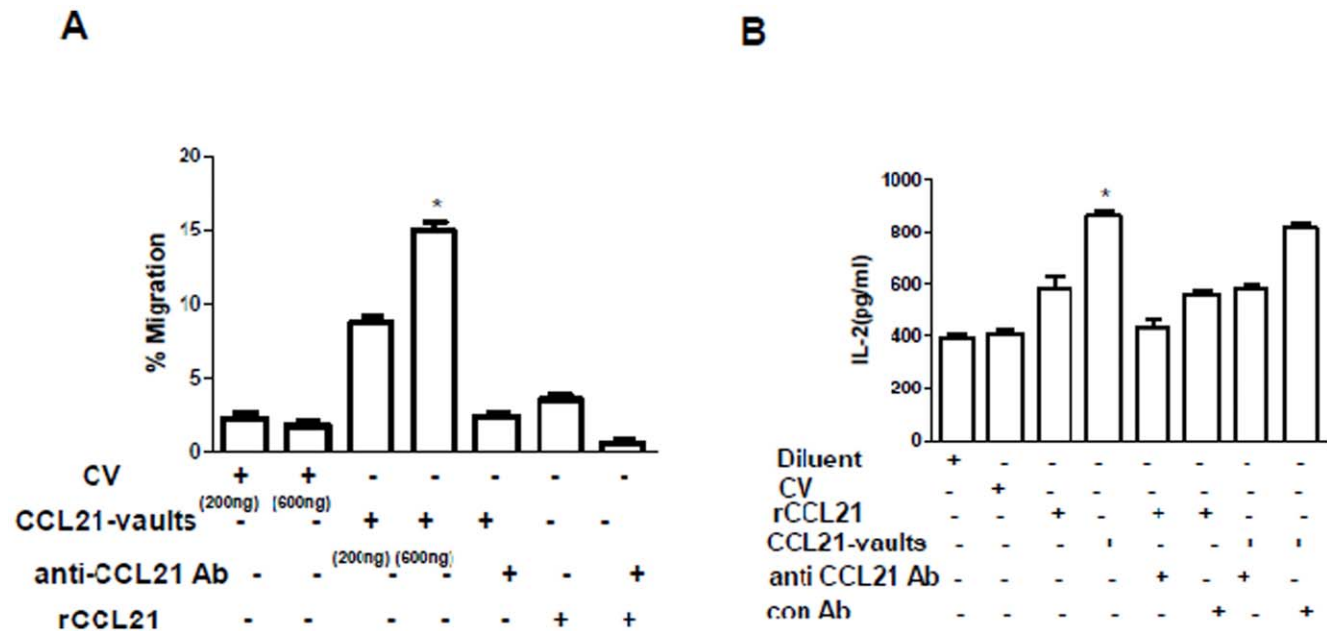 A
B
20
15
10
5
0
% Migration
*
CV + + - - - - -
(200ng) (600ng)
CCL21-vaults - - + + + - -
(200ng) (600ng)
anti-CCL21 Ab - - - - + - +
rCCL21 - - - - - + +
1000
800
600
400
200
0
IL-2(pg/ml)
*
Diluent + - - - - - - -
CV - + - - - - - -
rCCL21 - - + - + + - -
CCL21-vaults - - - ı - - ı ı
anti CCL21 Ab - - - - + - + -
con Ab - - - - - + - +